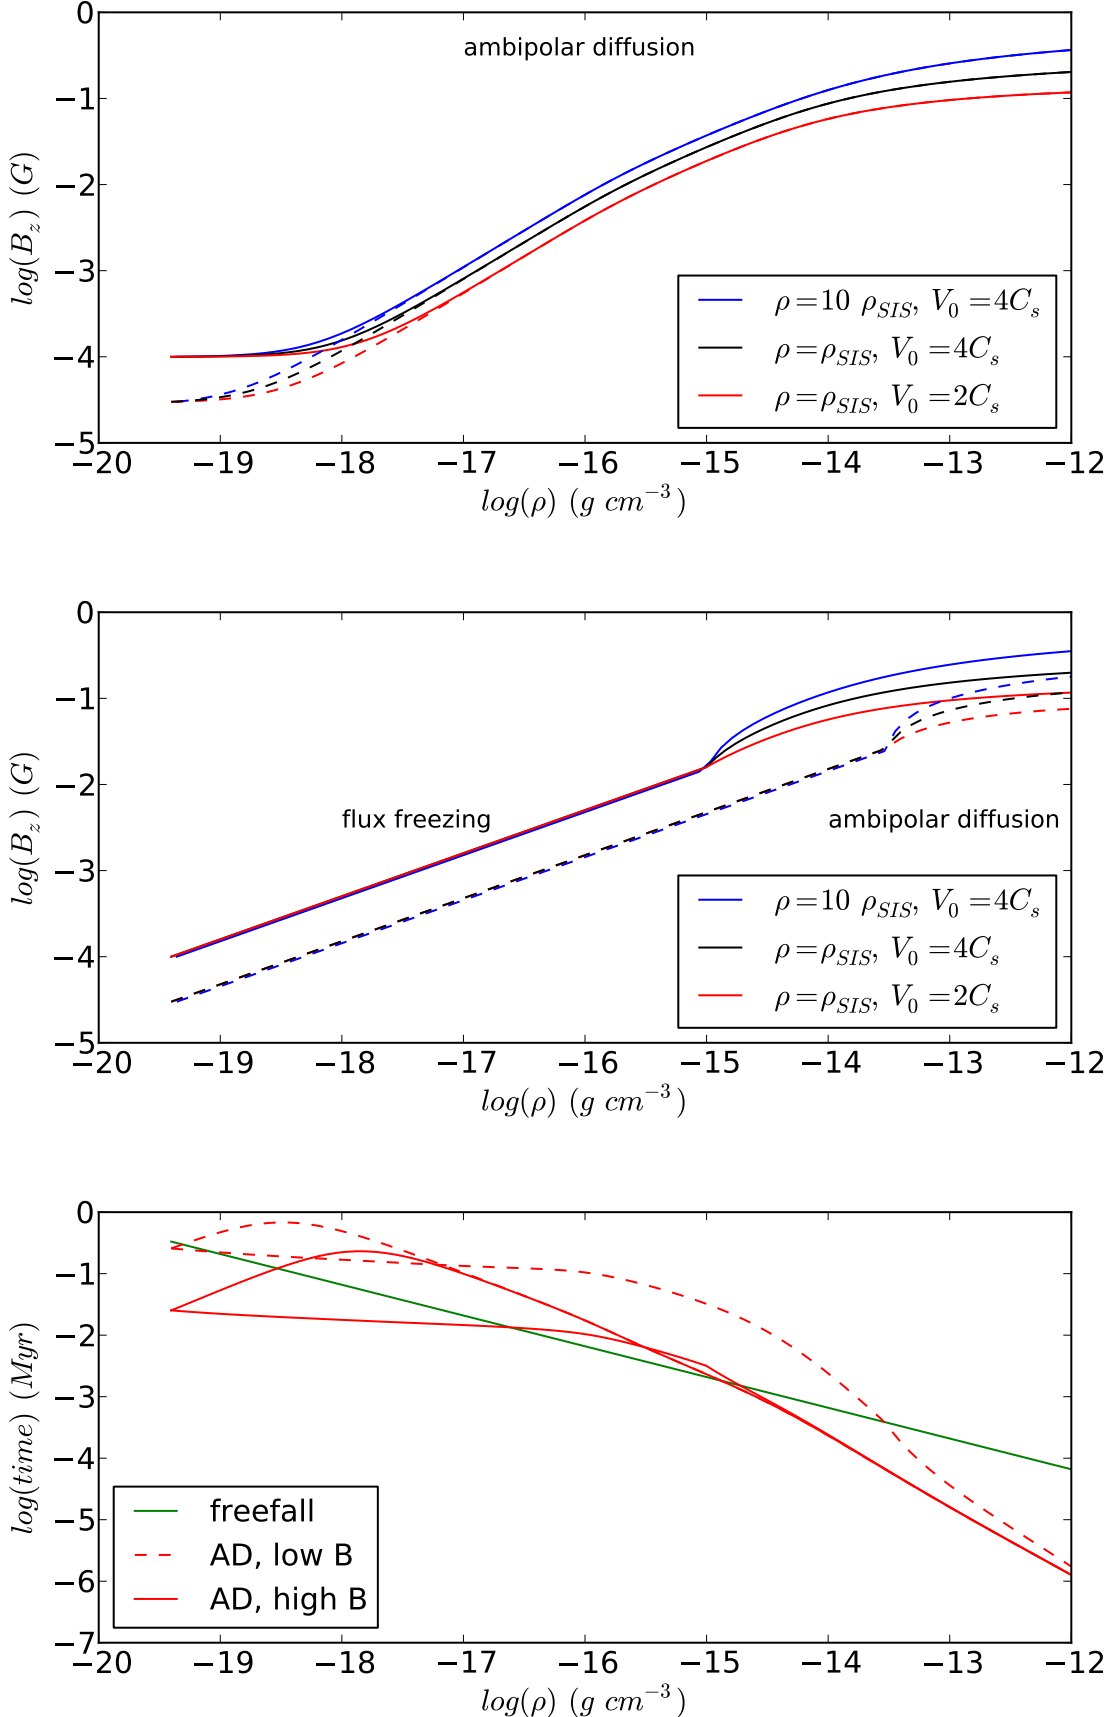 0
ambipolar diffusion
−1
−2
log(B_z) (G)
−3
ρ=10 ρ_SIS, V_0=4C_s
−4
ρ=ρ_SIS, V_0=4C_s
ρ=ρ_SIS, V_0=2C_s
−5
−20 −19 −18 −17 −16 −15 −14 −13 −12
log(ρ) (g cm^−3)
0
−1
−2
log(B_z) (G)
flux freezing
ambipolar diffusion
−3
ρ=10 ρ_SIS, V_0=4C_s
−4
ρ=ρ_SIS, V_0=4C_s
ρ=ρ_SIS, V_0=2C_s
−5
−20 −19 −18 −17 −16 −15 −14 −13 −12
log(ρ) (g cm^−3)
0
−1
−2
−3
log(time) (Myr)
−4
−5
freefall
AD, low B
−6
AD, high B
−7
−20 −19 −18 −17 −16 −15 −14 −13 −12
log(ρ) (g cm^−3)